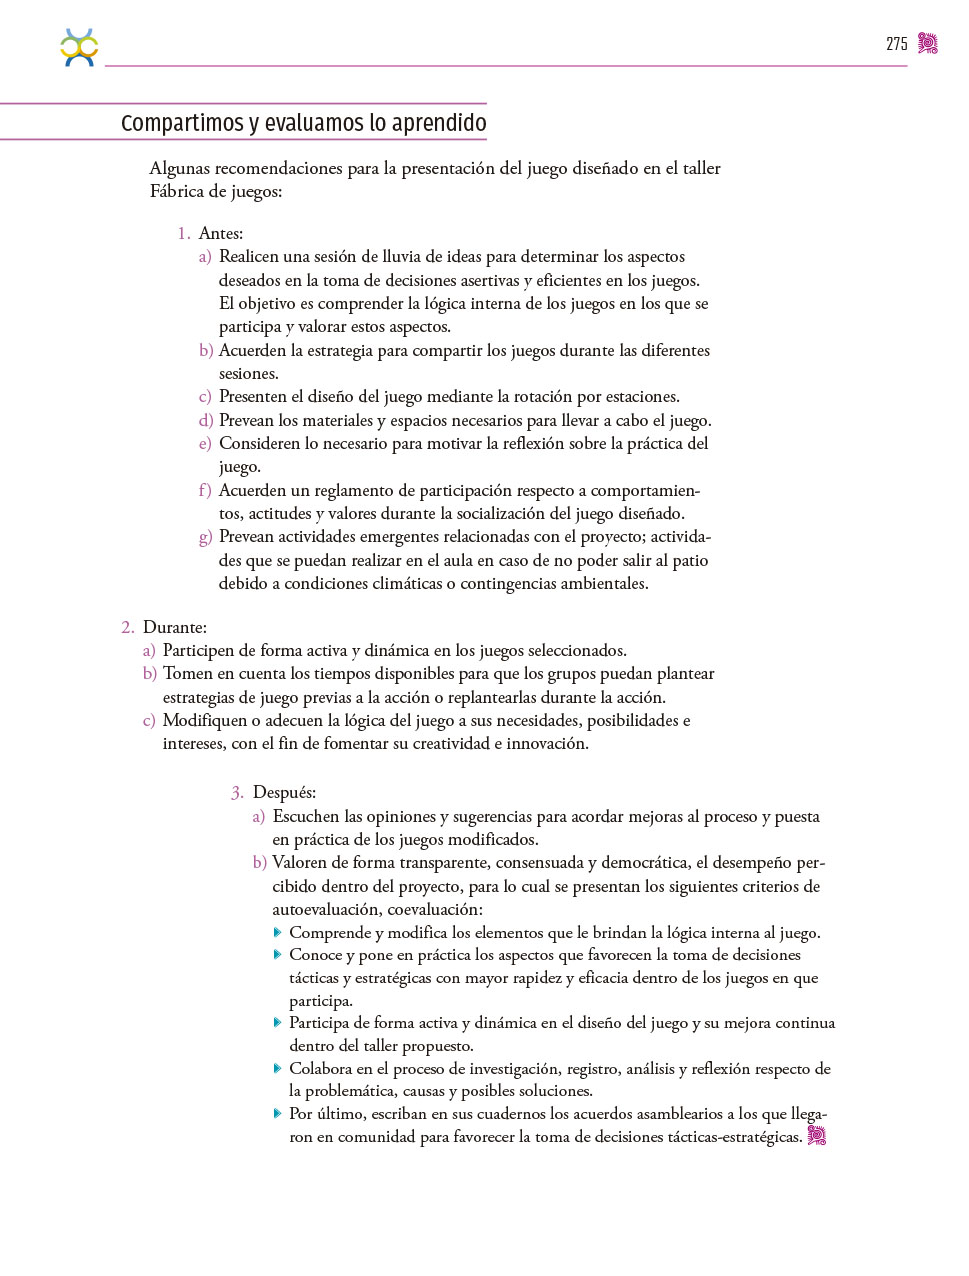 275
Compartimos y evaluamos lo aprendido
Algunas recomendaciones para la presentación del juego diseñado en el taller
Fábrica de juegos:
1. Antes:
a) Realicen una sesión de lluvia de ideas para determinar los aspectos
deseados en la toma de decisiones asertivas y eficientes en los juegos.
El objetivo es comprender la lógica interna de los juegos en los que se
participa y valorar estos aspectos.
b) Acuerden la estrategia para compartir los juegos durante las diferentes
sesiones.
c) Presenten el diseño del juego mediante la rotación por estaciones.
d) Prevean los materiales y espacios necesarios para llevar a cabo el juego.
e) Consideren lo necesario para motivar la reflexión sobre la práctica del
juego.
f) Acuerden un reglamento de participación respecto a comportamien-
tos, actitudes y valores durante la socialización del juego diseñado.
g) Prevean actividades emergentes relacionadas con el proyecto; activida-
des que se puedan realizar en el aula en caso de no poder salir al patio
debido a condiciones climáticas o contingencias ambientales.
2. Durante:
a) Participen de forma activa y dinámica en los juegos seleccionados.
b) Tomen en cuenta los tiempos disponibles para que los grupos puedan plantear
estrategias de juego previas a la acción o replantearlas durante la acción.
c) Modifiquen o adecuen la lógica del juego a sus necesidades, posibilidades e
intereses, con el fin de fomentar su creatividad e innovación.
3. Después:
a) Escuchen las opiniones y sugerencias para acordar mejoras al proceso y puesta
en práctica de los juegos modificados.
b) Valoren de forma transparente, consensuada y democrática, el desempeño per-
cibido dentro del proyecto, para lo cual se presentan los siguientes criterios de
autoevaluación, coevaluación:
Comprende y modifica los elementos que le brindan la lógica interna al juego.
Conoce y pone en práctica los aspectos que favorecen la toma de decisiones
tácticas y estratégicas con mayor rapidez y eficacia dentro de los juegos en que
participa.
Participa de forma activa y dinámica en el diseño del juego y su mejora continua
dentro del taller propuesto.
Colabora en el proceso de investigación, registro, análisis y reflexión respecto de
la problemática, causas y posibles soluciones.
Por último, escriban en sus cuadernos los acuerdos asamblearios a los que llega-
ron en comunidad para favorecer la toma de decisiones tácticas-estratégicas.